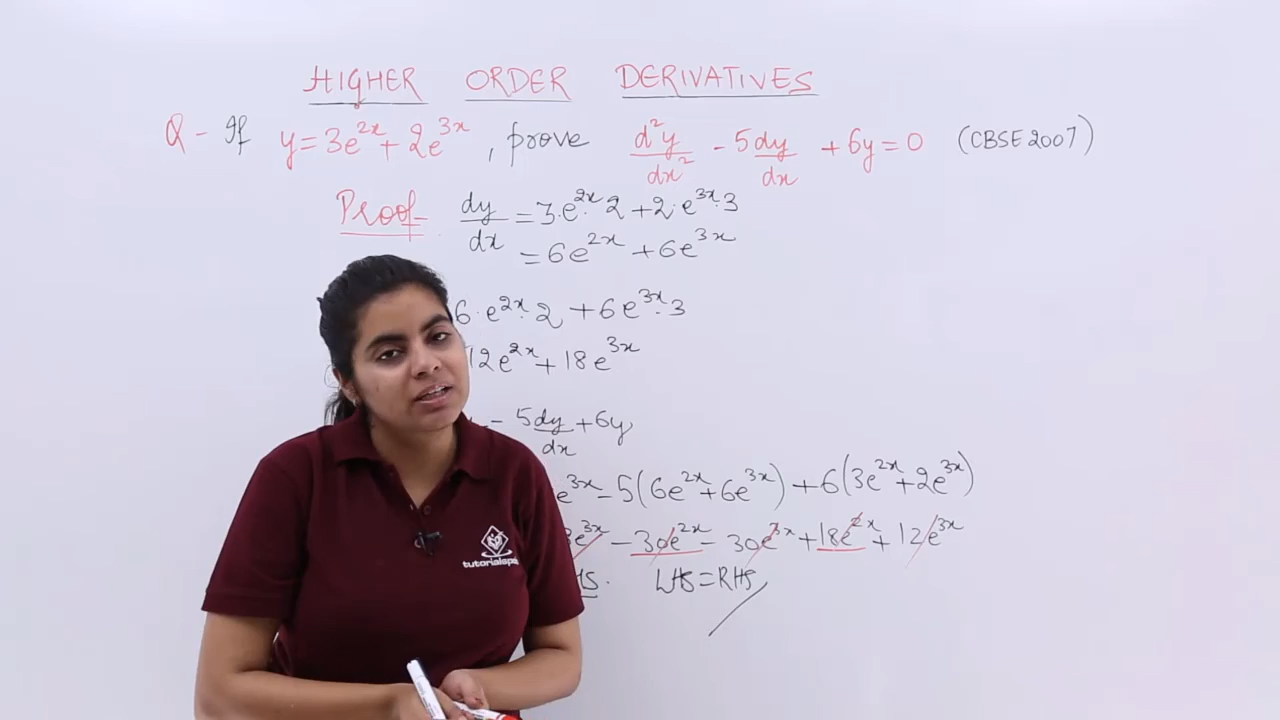 HIGHER ORDER DERIVATIVES
Q - If y = 3e^{2x} + 2e^{3x}, prove d²y/dx² - 5dy/dx + 6y = 0 (CBSE 2007)
Proof- dy/dx = 3·e^{2x}·2 + 2·e^{3x}·3
= 6e^{2x} + 6e^{3x}
6·e^{2x}·2 + 6e^{3x}·3
12e^{2x} + 18e^{3x}
- 5dy/dx + 6y
e^{3x} - 5(6e^{2x} + 6e^{3x}) + 6(3e^{2x} + 2e^{3x})
e^{3x} - 30e^{2x} - 30e^{3x} + 18e^{2x} + 12e^{3x}
LHS = RHS